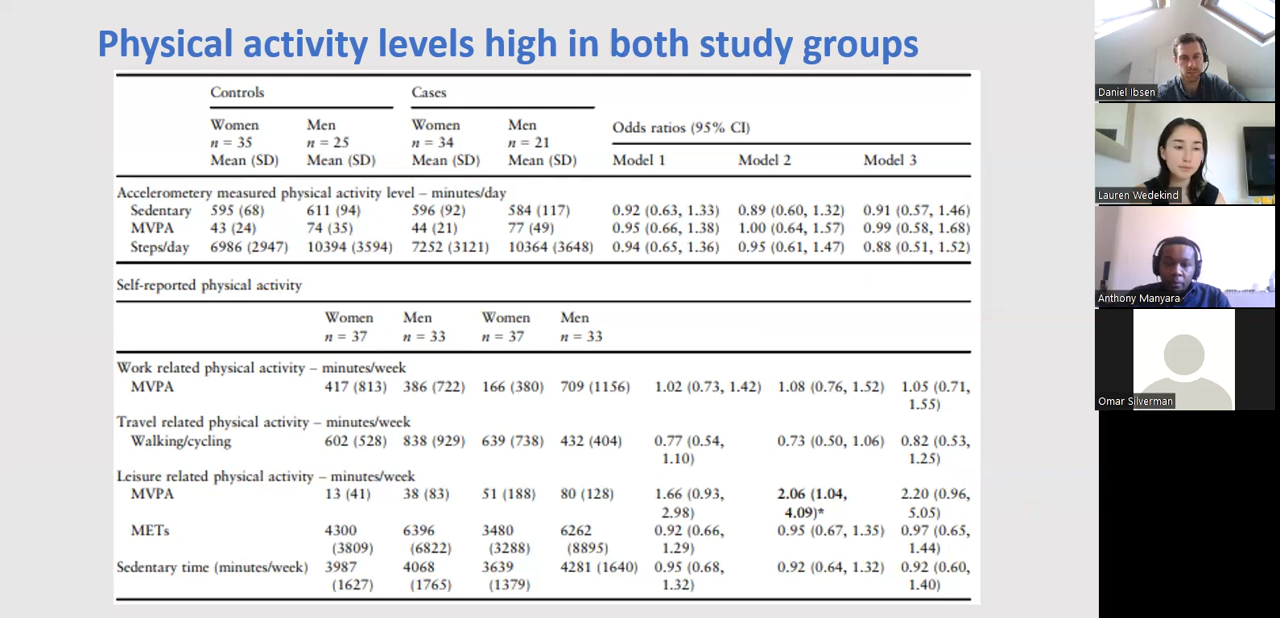 Physical activity levels high in both study groups
Controls Cases
Women Men Women Men Odds ratios (95% CI)
n = 35 n = 25 n = 34 n = 21
Mean (SD) Mean (SD) Mean (SD) Mean (SD) Model 1 Model 2 Model 3
Accelerometery measured physical activity level – minutes/day
Sedentary 595 (68) 611 (94) 596 (92) 584 (117) 0.92 (0.63, 1.33) 0.89 (0.60, 1.32) 0.91 (0.57, 1.46)
MVPA 43 (24) 74 (35) 44 (21) 77 (49) 0.95 (0.66, 1.38) 1.00 (0.64, 1.57) 0.99 (0.58, 1.68)
Steps/day 6986 (2947) 10394 (3594) 7252 (3121) 10364 (3648) 0.94 (0.65, 1.36) 0.95 (0.61, 1.47) 0.88 (0.51, 1.52)
Self-reported physical activity
Women Men Women Men
n = 37 n = 33 n = 37 n = 33
Work related physical activity – minutes/week
MVPA 417 (813) 386 (722) 166 (380) 709 (1156) 1.02 (0.73, 1.42) 1.08 (0.76, 1.52) 1.05 (0.71,
1.55)
Travel related physical activity – minutes/week
Walking/cycling 602 (528) 838 (929) 639 (738) 432 (404) 0.77 (0.54, 0.73 (0.50, 1.06) 0.82 (0.53,
1.10) 1.25)
Leisure related physical activity – minutes/week
MVPA 13 (41) 38 (83) 51 (188) 80 (128) 1.66 (0.93, 2.06 (1.04, 2.20 (0.96,
2.98) 4.09)* 5.05)
METs 4300 6396 3480 6262 0.92 (0.66, 0.95 (0.67, 1.35) 0.97 (0.65,
(3809) (6822) (3288) (8895) 1.29) 1.44)
Sedentary time (minutes/week) 3987 4068 3639 4281 (1640) 0.95 (0.68, 0.92 (0.64, 1.32) 0.92 (0.60,
(1627) (1765) (1379) 1.32) 1.40)
Daniel Ibsen
Lauren Wedekind
Anthony Manyara
Omar Silverman